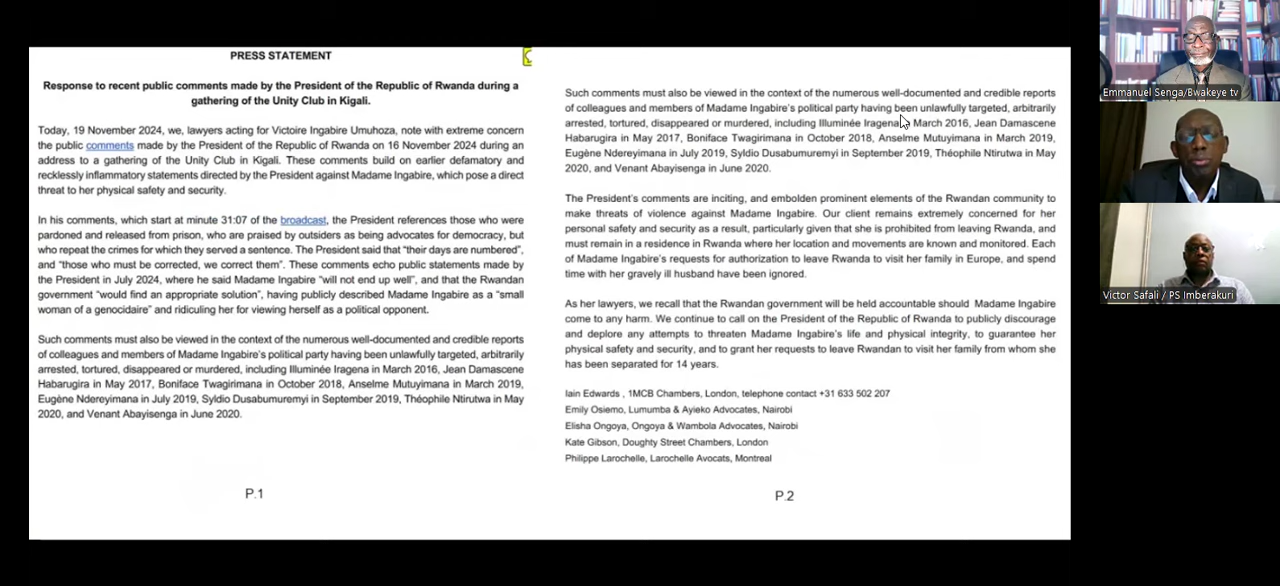 PRESS STATEMENT
Response to recent public comments made by the President of the Republic of Rwanda during a
gathering of the Unity Club in Kigali.
Today, 19 November 2024, we, lawyers acting for Victoire Ingabire Umuhoza, note with extreme concern
the public comments made by the President of the Republic of Rwanda on 16 November 2024 during an
address to a gathering of the Unity Club in Kigali. These comments build on earlier defamatory and
recklessly inflammatory statements directed by the President against Madame Ingabire, which pose a direct
threat to her physical safety and security.
In his comments, which start at minute 31:07 of the broadcast, the President references those who were
pardoned and released from prison, who are praised by outsiders as being advocates for democracy, but
who repeat the crimes for which they served a sentence. The President said that “their days are numbered”,
and “those who must be corrected, we correct them”. These comments echo public statements made by
the President in July 2024, where he said Madame Ingabire “will not end up well”, and that the Rwandan
government “would find an appropriate solution”, having publicly described Madame Ingabire as a “small
woman of a genocidaire” and ridiculing her for viewing herself as a political opponent.
Such comments must also be viewed in the context of the numerous well-documented and credible reports
of colleagues and members of Madame Ingabire's political party having been unlawfully targeted, arbitrarily
arrested, tortured, disappeared or murdered, including Illuminée Iragena in March 2016, Jean Damascene
Habarugira in May 2017, Boniface Twagirimana in October 2018, Anselme Mutuyimana in March 2019,
Eugène Ndereyimana in July 2019, Syldio Dusabumuremyi in September 2019, Théophile Ntirutwa in May
2020, and Venant Abayisenga in June 2020.
P.1
Such comments must also be viewed in the context of the numerous well-documented and credible reports
of colleagues and members of Madame Ingabire's political party having been unlawfully targeted, arbitrarily
arrested, tortured, disappeared or murdered, including Illuminée Iragena March 2016, Jean Damascene
Habarugira in May 2017, Boniface Twagirimana in October 2018, Anselme Mutuyimana in March 2019,
Eugène Ndereyimana in July 2019, Syldio Dusabumuremyi in September 2019, Théophile Ntirutwa in May
2020, and Venant Abayisenga in June 2020.
The President's comments are inciting, and embolden prominent elements of the Rwandan community to
make threats of violence against Madame Ingabire. Our client remains extremely concerned for her
personal safety and security as a result, particularly given that she is prohibited from leaving Rwanda, and
must remain in a residence in Rwanda where her location and movements are known and monitored. Each
of Madame Ingabire's requests for authorization to leave Rwanda to visit her family in Europe, and spend
time with her gravely ill husband have been ignored.
As her lawyers, we recall that the Rwandan government will be held accountable should Madame Ingabire
come to any harm. We continue to call on the President of the Republic of Rwanda to publicly discourage
and deplore any attempts to threaten Madame Ingabire's life and physical integrity, to guarantee her
physical safety and security, and to grant her requests to leave Rwandan to visit her family from whom she
has been separated for 14 years.
Iain Edwards , 1MCB Chambers, London, telephone contact +31 633 502 207
Emily Osiemo, Lumumba & Ayieko Advocates, Nairobi
Elisha Ongoya, Ongoya & Wambola Advocates, Nairobi
Kate Gibson, Doughty Street Chambers, London
Philippe Larochelle, Larochelle Avocats, Montreal
P.2
Emmanuel Senga/Bwakeye tv
Victor Safali / PS Imberakuri